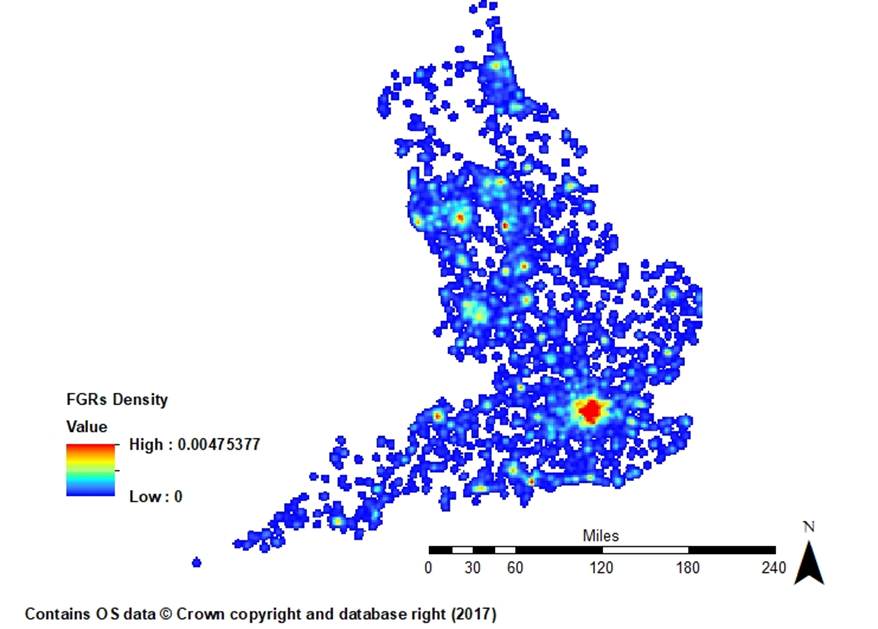 FGRs Density
Value
High : 0.00475377
Low : 0
N
Miles
0 30 60 120 180 240
Contains OS data © Crown copyright and database right (2017)